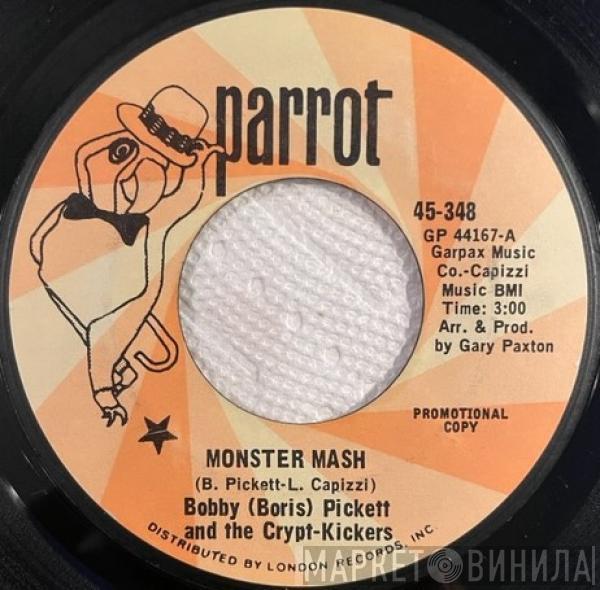 parrot
45-348
GP 44167-A
Garpax Music
Co.-Capizzi
Music BMI
Time: 3:00
Arr. & Prod.
by Gary Paxton
PROMOTIONAL
COPY
MONSTER MASH
(B. Pickett-L. Capizzi)
Bobby (Boris) Pickett
and the Crypt-Kickers
DISTRIBUTED BY LONDON RECORDS, INC.
МАРКЕТ ВИНИЛА